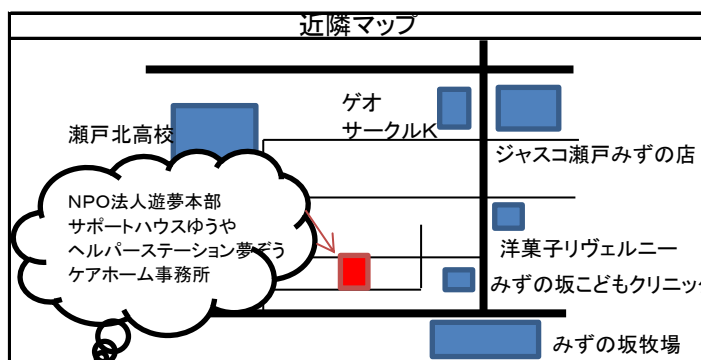 近隣マップ
ゲオ
サークルK
瀬戸北高校
ジャスコ瀬戸みずの店
NPO法人遊夢本部
サポートハウスゆうや
ヘルパーステーション夢ぞう
ケアホーム事務所
洋菓子リヴェルニー
みずの坂こどもクリニック
みずの坂牧場